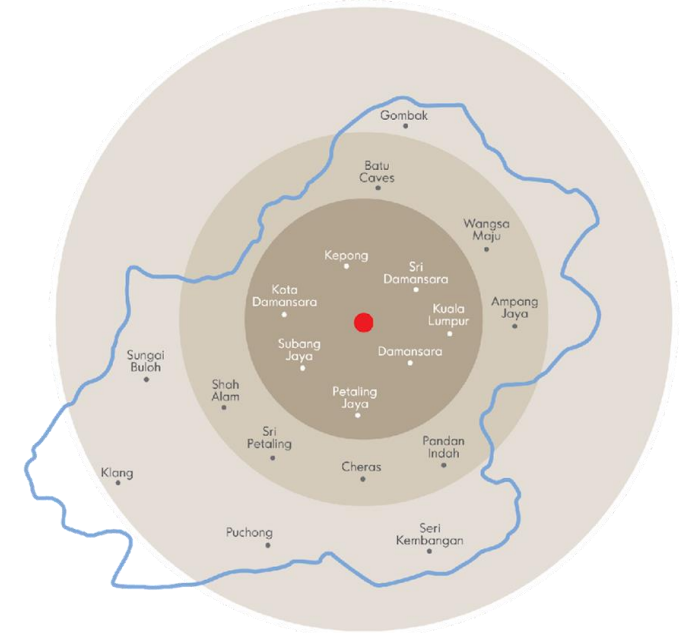 Gombak
Batu
Caves
Wangsa
Maju
Kepong
Sri
Damansara
Kota
Damansara
Kuala
Lumpur
Ampang
Jaya
Subang
Jaya
Damansara
Sungai
Buloh
Shah
Alam
Petaling
Jaya
Sri
Petaling
Pandan
Indah
Cheras
Klang
Puchong
Seri
Kembangan